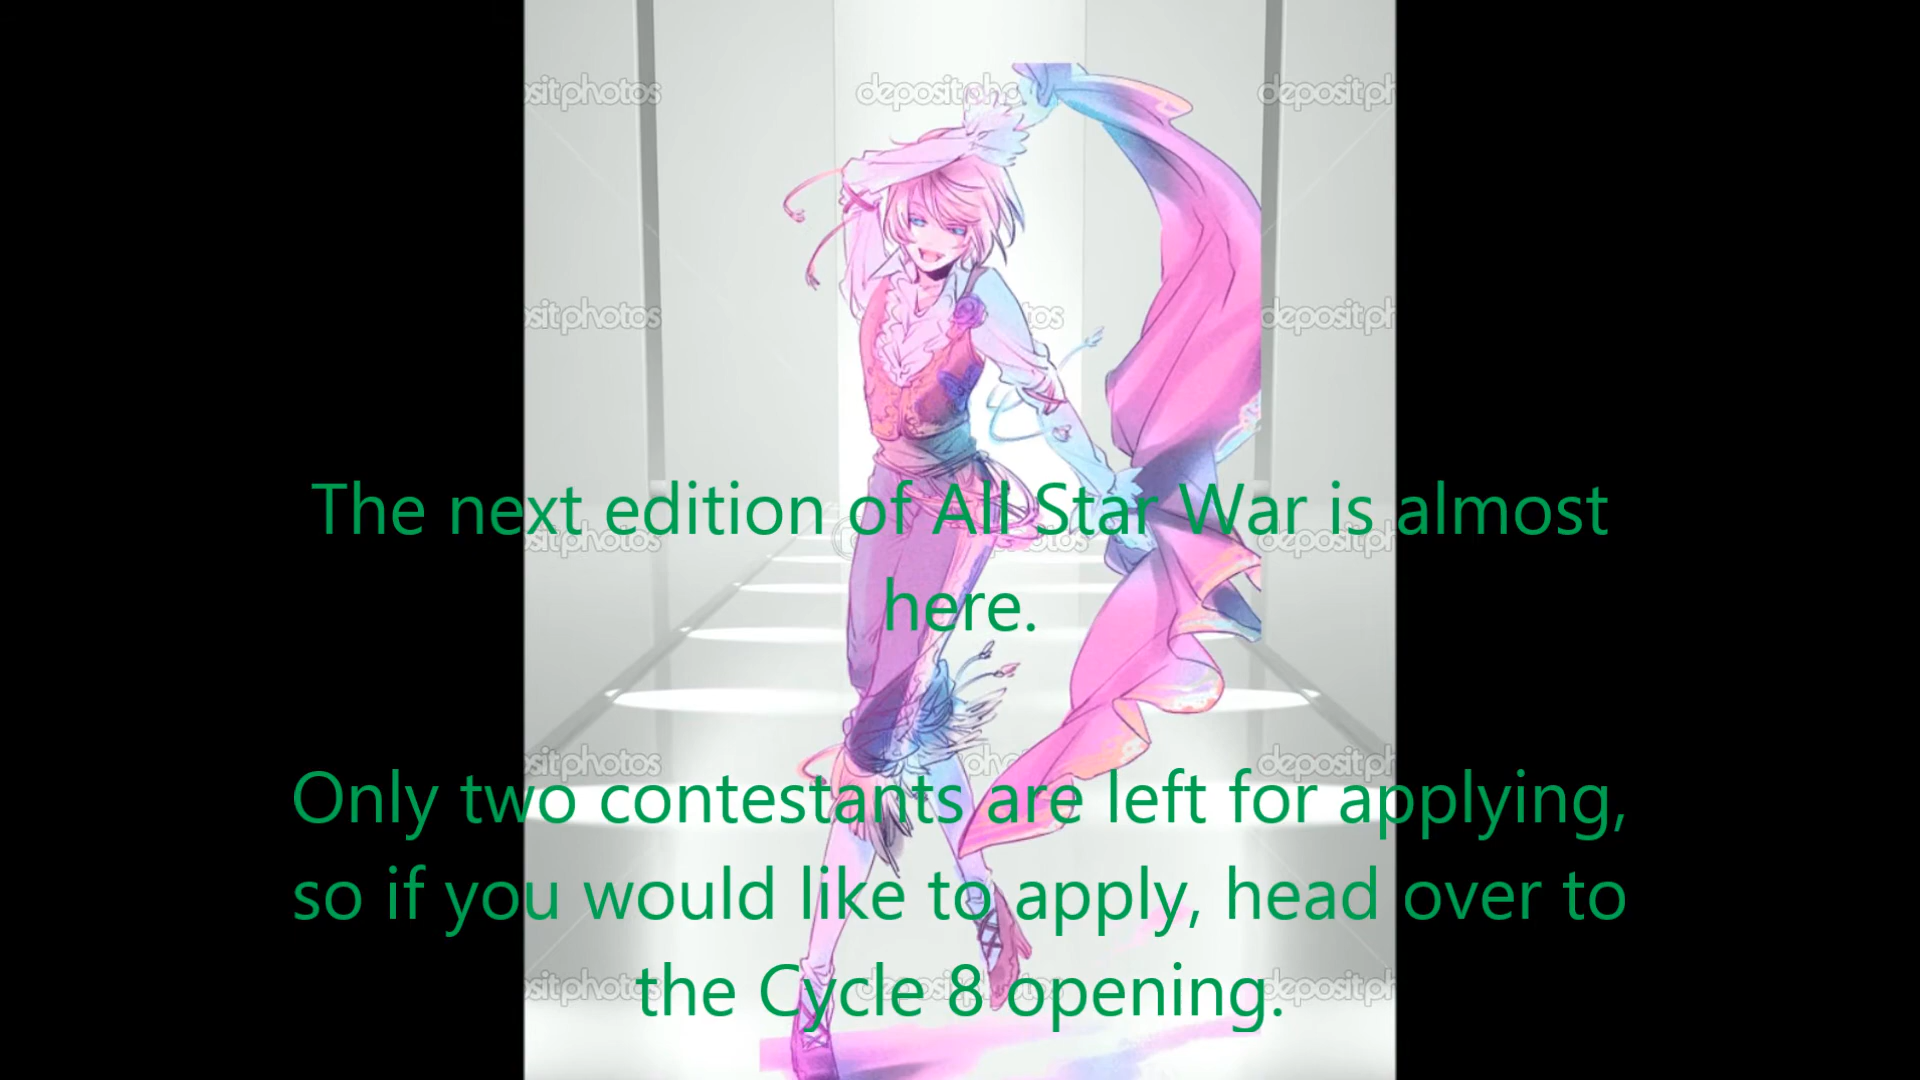 depositphotos
The next edition of All Star War is almost
here.
Only two contestants are left for applying,
so if you would like to apply, head over to
the Cycle 8 opening.